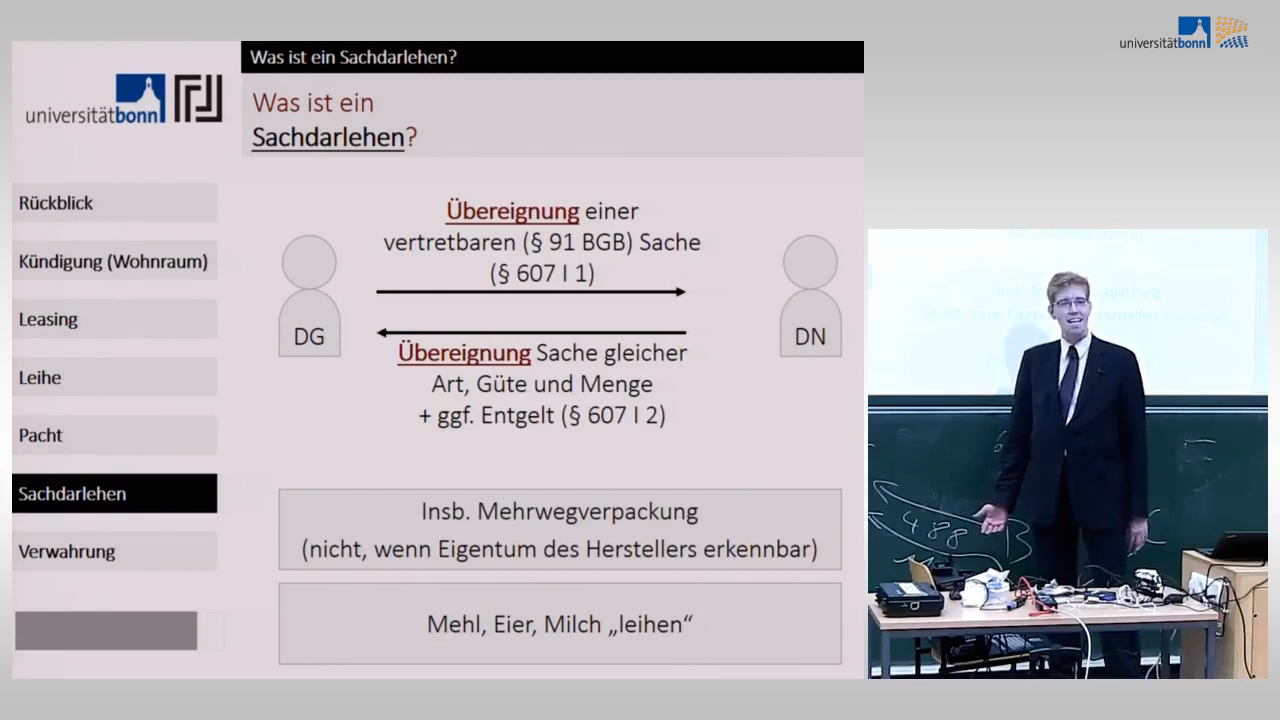 universitätbonn
Was ist ein Sachdarlehen?
universitätbonn
Was ist ein
Sachdarlehen?
Rückblick
Kündigung (Wohnraum)
Leasing
Leihe
Pacht
Sachdarlehen
Verwahrung
Übereignung einer
vertretbaren (§ 91 BGB) Sache
(§ 607 I 1)
DG
DN
Übereignung Sache gleicher
Art, Güte und Menge
+ ggf. Entgelt (§ 607 I 2)
Insb. Mehrwegverpackung
(nicht, wenn Eigentum des Herstellers erkennbar)
Mehl, Eier, Milch „leihen“
488